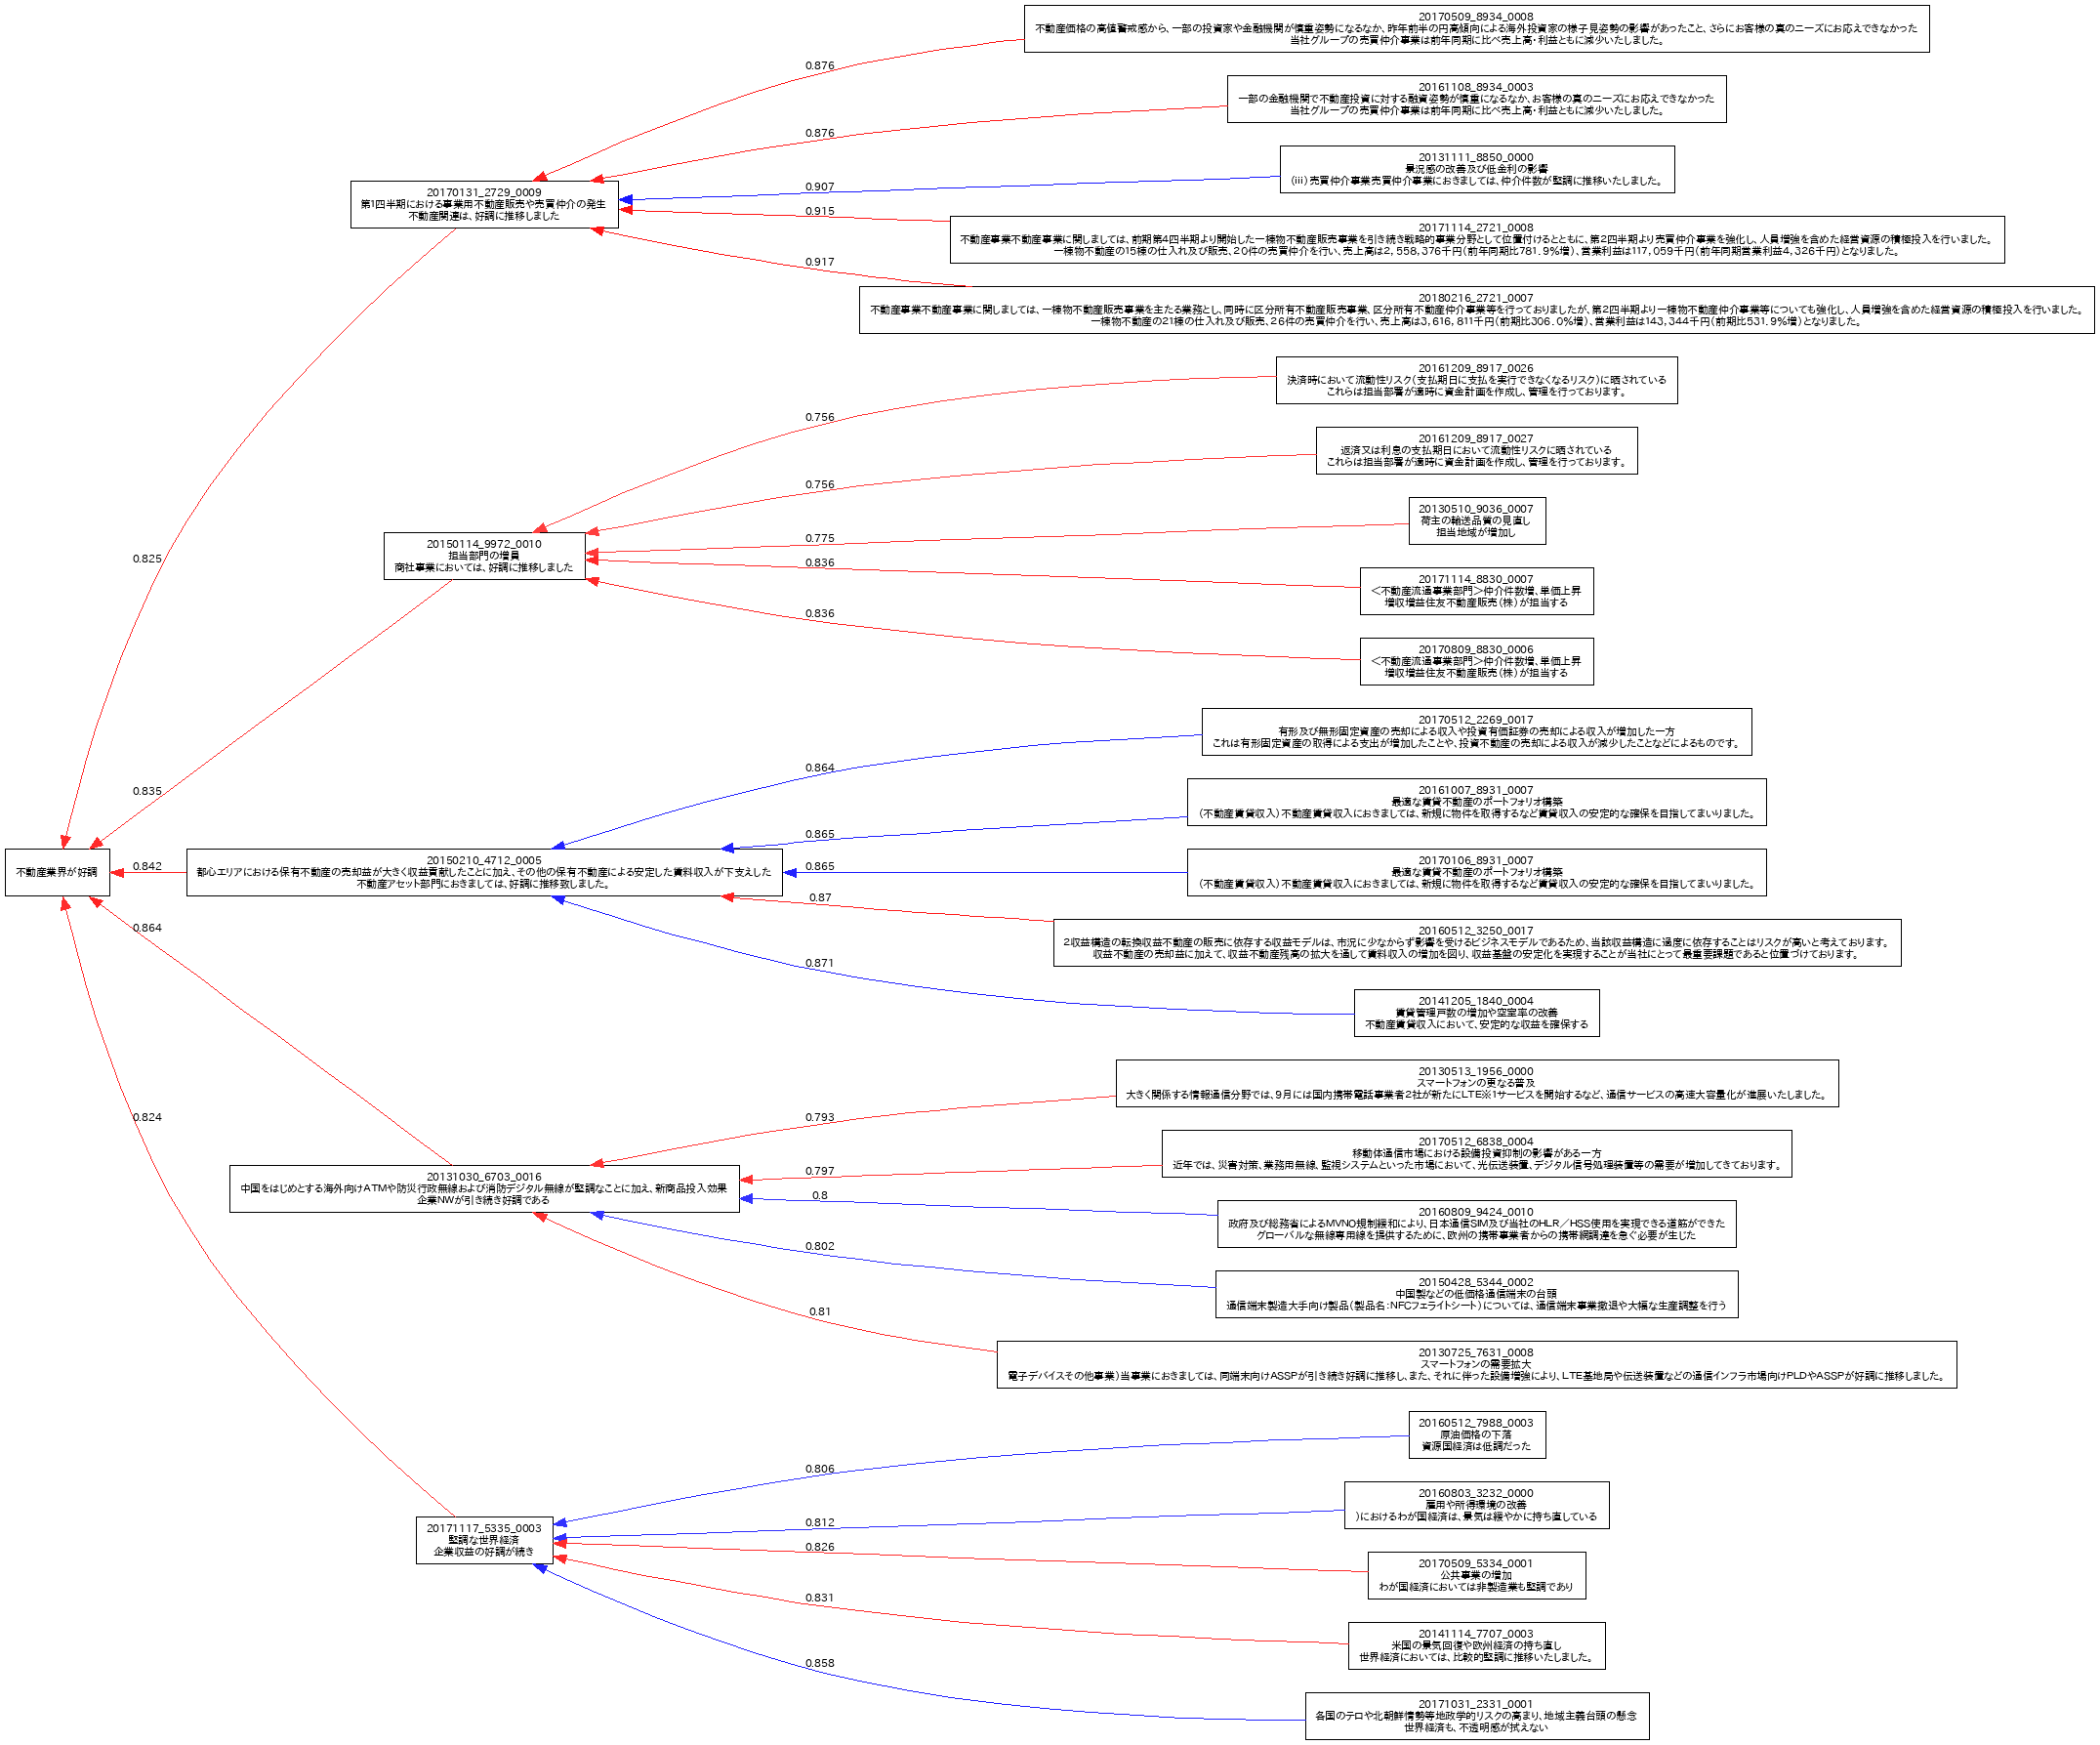 20170509_8934_0008
不動産価格の高値警戒感から、一部の投資家や金融機関が慎重姿勢になるなか、昨年前半の円高傾向による海外投資家の様子見姿勢の影響があったこと、さらにお客様の真のニーズにお応えできなかった
当社グループの売買仲介事業は前年同期に比べ売上高・利益ともに減少いたしました。
0.876
20161108_8934_0003
一部の金融機関で不動産投資に対する融資姿勢が慎重になるなか、お客様の真のニーズにお応えできなかった
当社グループの売買仲介事業は前年同期に比べ売上高・利益ともに減少いたしました。
0.876
20131111_8850_0000
景況感の改善及び低金利の影響
（ⅲ）売買仲介事業売買仲介事業におきましては、仲介件数が堅調に推移いたしました。
0.907
20170131_2729_0009
第1四半期における事業用不動産販売や売買仲介の発生
不動産関連は、好調に推移しました
0.915
20171114_2721_0008
不動産事業不動産事業に関しましては、前期第4四半期より開始した一棟物不動産販売事業を引き続き戦略的事業分野として位置付けるとともに、第2四半期より売買仲介事業を強化し、人員増強を含めた経営資源の積極投入を行いました。
一棟物不動産の15棟の仕入れ及び販売、20件の売買仲介を行い、売上高は2，558，376千円（前年同期比781．9％増）、営業利益は117，059千円（前年同期営業利益4，326千円）となりました。
0.917
20180216_2721_0007
不動産事業不動産事業に関しましては、一棟物不動産販売事業を主たる業務とし、同時に区分所有不動産販売事業、区分所有不動産仲介事業等を行っておりましたが、第2四半期より一棟物不動産仲介事業等についても強化し、人員増強を含めた経営資源の積極投入を行いました。
一棟物不動産の21棟の仕入れ及び販売、26件の売買仲介を行い、売上高は3，616，811千円（前期比306．0％増）、営業利益は143，344千円（前期比531．9％増）となりました。
0.825
20161209_8917_0026
決済時において流動性リスク（支払期日に支払を実行できなくなるリスク）に晒されている
これらは担当部署が適時に資金計画を作成し、管理を行っております。
0.756
20161209_8917_0027
返済又は利息の支払期日において流動性リスクに晒されている
これらは担当部署が適時に資金計画を作成し、管理を行っております。
0.756
20130510_9036_0007
荷主の輸送品質の見直し
担当地域が増加し
0.775
20150114_9972_0010
担当部門の増員
商社事業においては、好調に推移しました
0.836
20171114_8830_0007
＜不動産流通事業部門＞仲介件数増、単価上昇
増収増益住友不動産販売（株）が担当する
0.836
20170809_8830_0006
＜不動産流通事業部門＞仲介件数増、単価上昇
増収増益住友不動産販売（株）が担当する
0.835
20170512_2269_0017
有形及び無形固定資産の売却による収入や投資有価証券の売却による収入が増加した一方
これは有形固定資産の取得による支出が増加したことや、投資不動産の売却による収入が減少したことなどによるものです。
0.864
20161007_8931_0007
最適な賃貸不動産のポートフォリオ構築
（不動産賃貸収入）不動産賃貸収入におきましては、新規に物件を取得するなど賃貸収入の安定的な確保を目指してまいりました。
0.865
不動産業界が好調
0.842
20150210_4712_0005
都心エリアにおける保有不動産の売却益が大きく収益貢献したことに加え、その他の保有不動産による安定した賃料収入が下支えした
不動産アセット部門におきましては、好調に推移致しました。
0.865
20170106_8931_0007
最適な賃貸不動産のポートフォリオ構築
（不動産賃貸収入）不動産賃貸収入におきましては、新規に物件を取得するなど賃貸収入の安定的な確保を目指してまいりました。
0.87
20160512_3250_0017
2収益構造の転換収益不動産の販売に依存する収益モデルは、市況に少なからず影響を受けるビジネスモデルであるため、当該収益構造に過度に依存することはリスクが高いと考えております。
収益不動産の売却益に加えて、収益不動産残高の拡大を通して賃料収入の増加を図り、収益基盤の安定化を実現することが当社にとって最重要課題であると位置づけております。
0.871
20141205_1840_0004
賃貸管理戸数の増加や空室率の改善
不動産賃貸収入において、安定的な収益を確保する
0.864
20130513_1956_0000
スマートフォンの更なる普及
大きく関係する情報通信分野では、9月には国内携帯電話事業者2社が新たにLTE※1サービスを開始するなど、通信サービスの高速大容量化が進展いたしました。
0.793
20170512_6838_0004
移動体通信市場における設備投資抑制の影響がある一方
近年では、災害対策、業務用無線、監視システムといった市場において、光伝送装置、デジタル信号処理装置等の需要が増加してきております。
0.797
20131030_6703_0016
中国をはじめとする海外向けATMや防災行政無線および消防デジタル無線が堅調なことに加え、新商品投入効果
企業NWが引き続き好調である
0.8
20160809_9424_0010
政府及び総務省によるMVNO規制緩和により、日本通信SIM及び当社のHLR／HSS使用を実現できる道筋ができた
グローバルな無線専用線を提供するために、欧州の携帯事業者からの携帯網調達を急ぐ必要が生じた
0.802
20150428_5344_0002
中国製などの低価格通信端末の台頭
通信端末製造大手向け製品（製品名：NFCフェライトシート）については、通信端末事業撤退や大幅な生産調整を行う
0.81
20130725_7631_0008
スマートフォンの需要拡大
電子デバイスその他事業）当事業におきましては、同端末向けASSPが引き続き好調に推移し、また、それに伴った設備増強により、LTE基地局や伝送装置などの通信インフラ市場向けPLDやASSPが好調に推移しました。
0.824
20160512_7988_0003
原油価格の下落
資源国経済は低調だった
0.806
20160803_3232_0000
雇用や所得環境の改善
）におけるわが国経済は、景気は緩やかに持ち直している
0.812
20171117_5335_0003
堅調な世界経済
企業収益の好調が続き
0.826
20170509_5334_0001
公共事業の増加
わが国経済においては非製造業も堅調であり
0.831
20141114_7707_0003
米国の景気回復や欧州経済の持ち直し
世界経済においては、比較的堅調に推移いたしました。
0.858
20171031_2331_0001
各国のテロや北朝鮮情勢等地政学的リスクの高まり、地域主義台頭の懸念
世界経済も、不透明感が拭えない